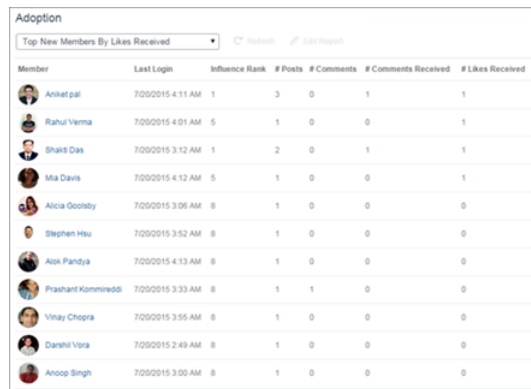 Adoption
Top New Members By Likes Received
Refresh Edit Report
Member Last Login Influence Rank # Posts # Comments # Comments Received # Likes Received
Aniket pal 7/20/2015 4:11 AM 1 3 0 1 1
Rahul Verma 7/20/2015 4:01 AM 5 1 0 0 1
Shakti Das 7/20/2015 3:12 AM 1 2 0 1 1
Mia Davis 7/20/2015 4:12 AM 5 1 0 0 1
Alicia Goolsby 7/20/2015 3:06 AM 8 1 0 0 0
Stephen Hsu 7/20/2015 3:52 AM 8 1 0 0 0
Alok Pandya 7/20/2015 4:13 AM 8 1 0 0 0
Prashant Kommireddi 7/20/2015 3:33 AM 8 1 1 0 0
Vinay Chopra 7/20/2015 3:55 AM 8 1 0 0 0
Darshil Vora 7/20/2015 2:49 AM 8 1 0 0 0
Anoop Singh 7/20/2015 3:00 AM 8 1 0 0 0